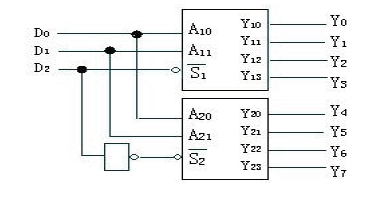 D0 A10 Y10 Y0
D1 A11 Y11 Y1
D2 S1 Y12 Y2
Y13 Y3
A20 Y20 Y4
A21 Y21 Y5
S2 Y22 Y6
Y23 Y7